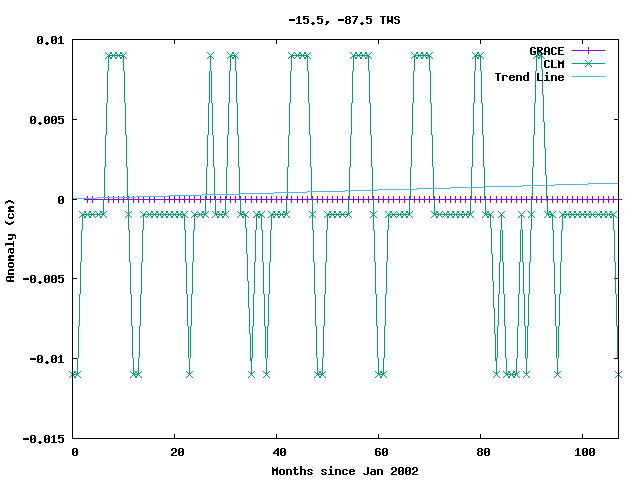 -15.5, -87.5 TWS
0.01
0.005
0
-0.005
-0.01
-0.015
Anomaly (cm)
GRACE
CLM
Trend Line
0 20 40 60 80 100
Months since Jan 2002